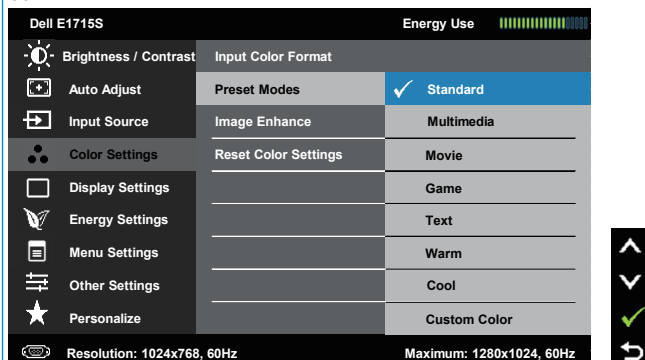 Dell E1715S Energy Use
Brightness / Contrast Input Color Format
Auto Adjust Preset Modes Standard
Input Source Image Enhance Multimedia
Color Settings Reset Color Settings Movie
Display Settings Game
Energy Settings Text
Menu Settings Warm
Other Settings Cool
Personalize Custom Color
Resolution: 1024x768, 60Hz Maximum: 1280x1024, 60Hz